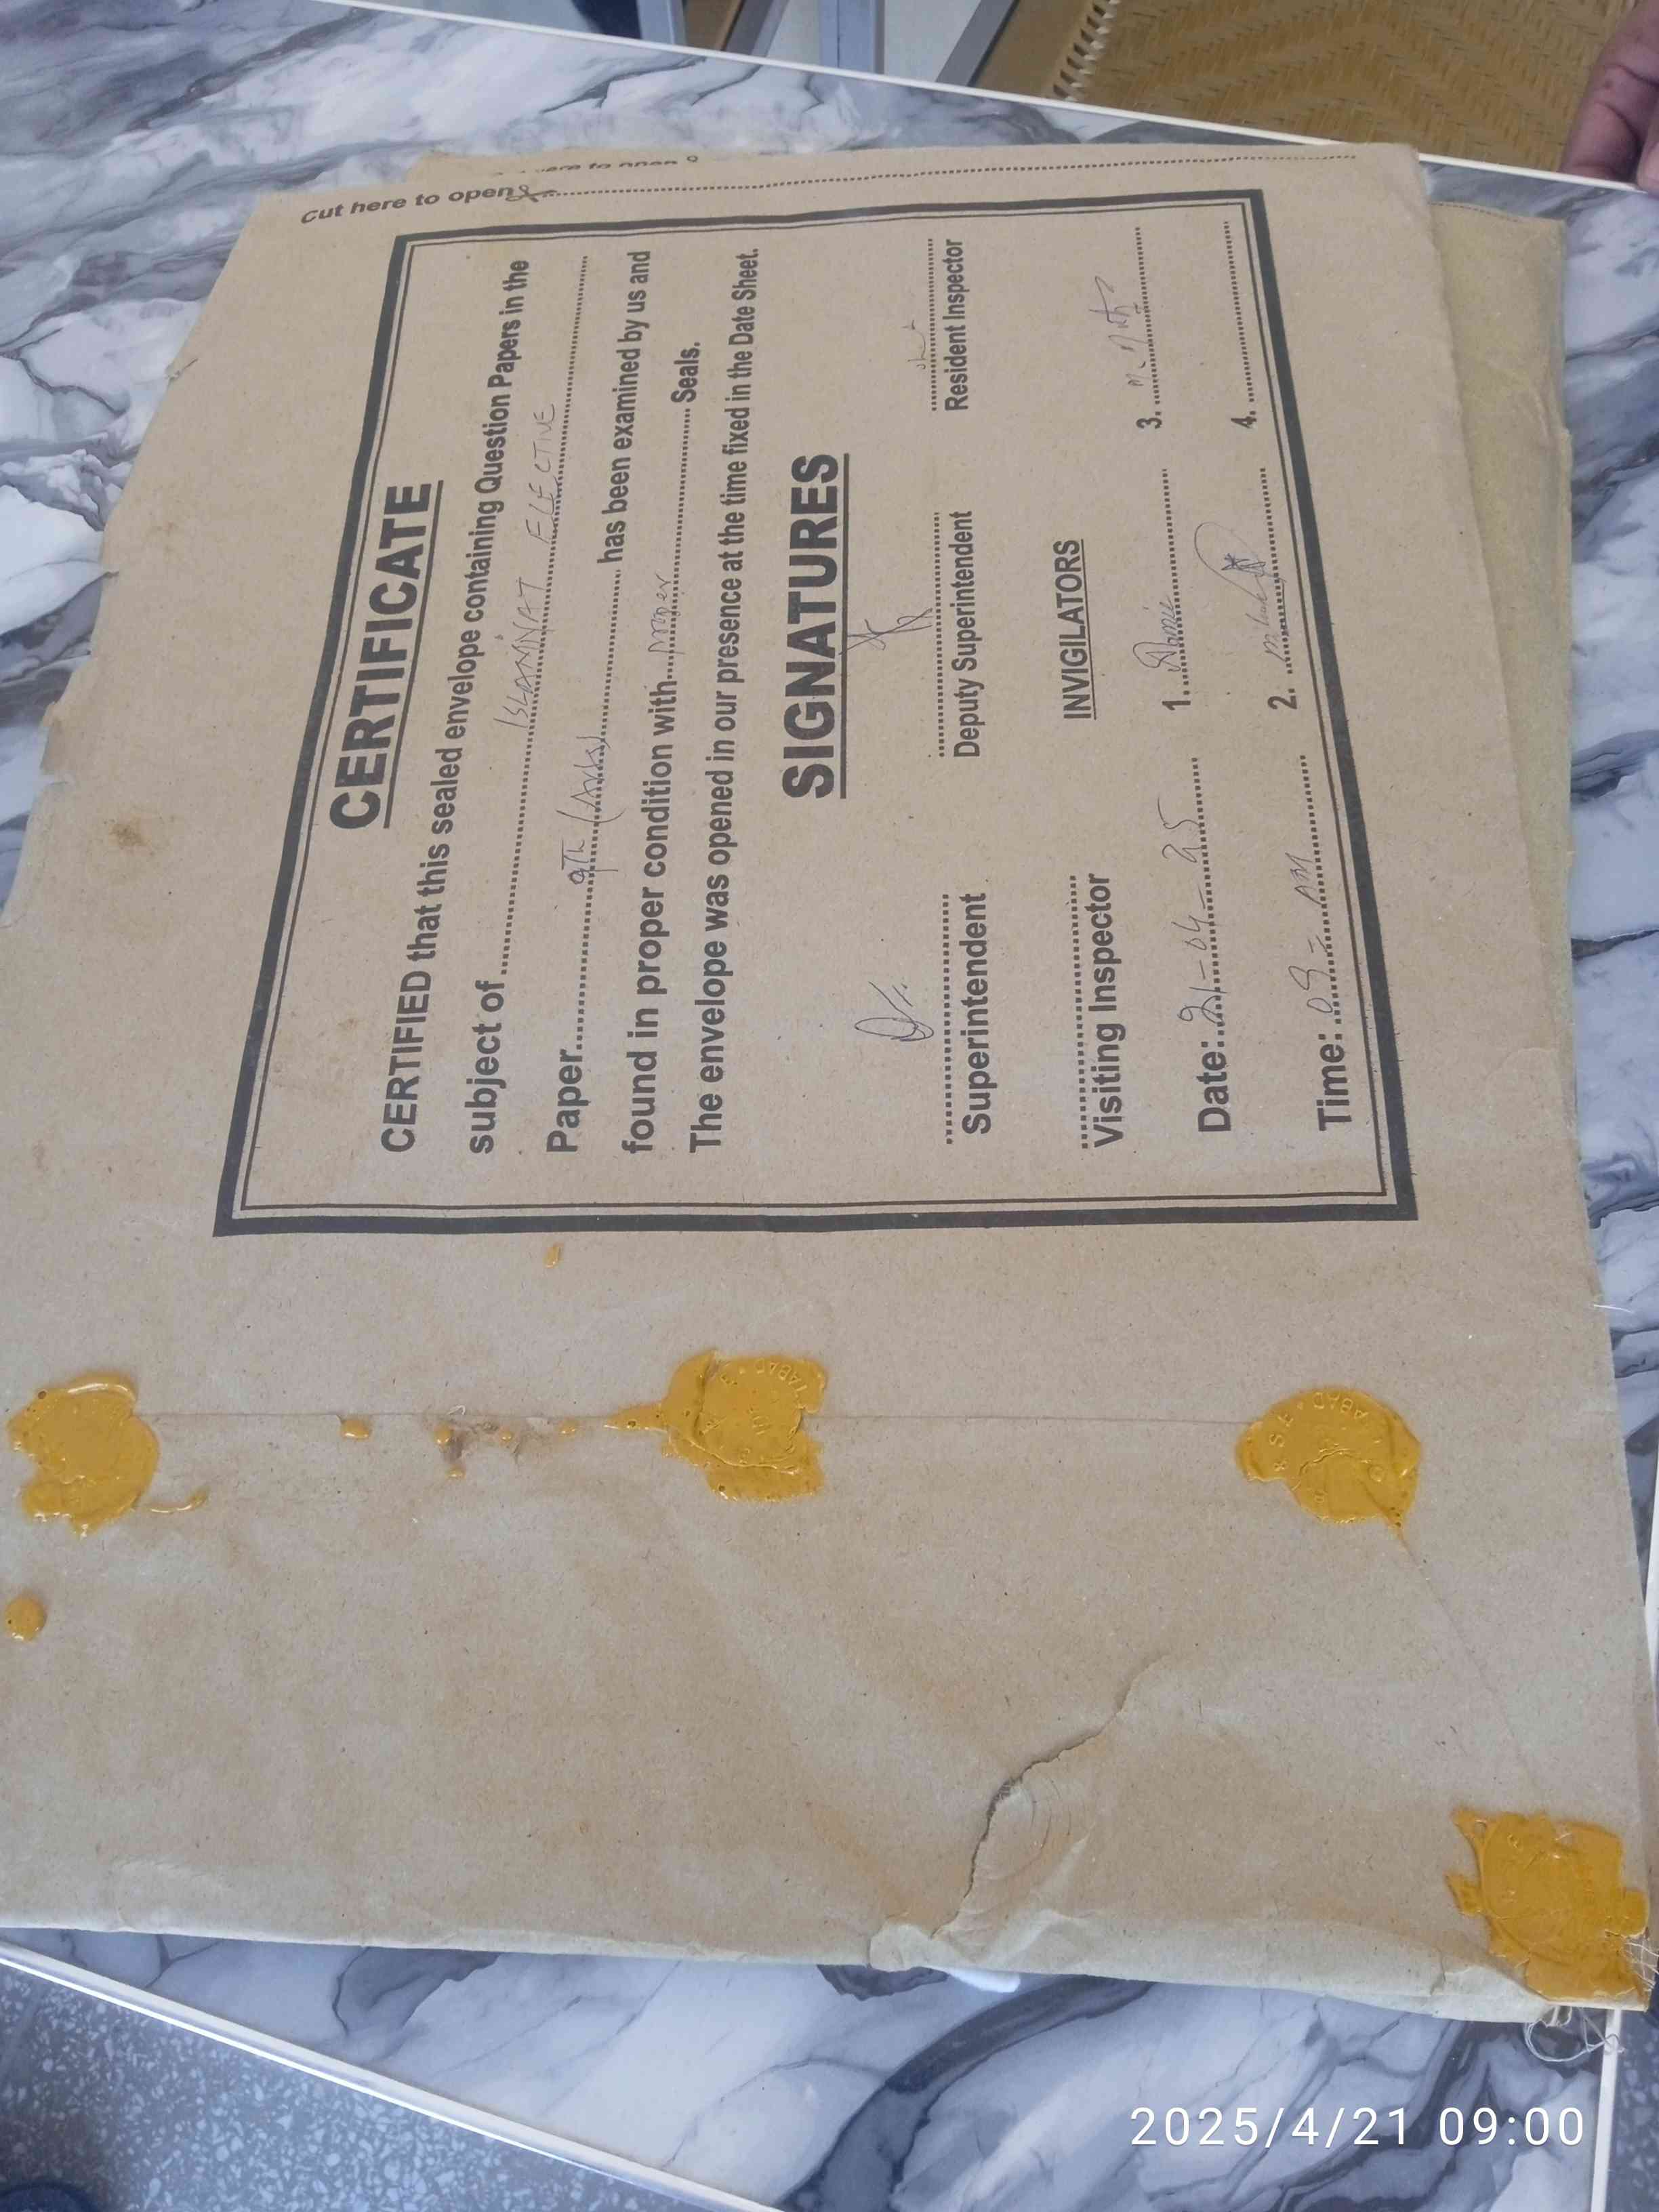 Cut here to open
CERTIFICATE
CERTIFIED that this sealed envelope containing Question Papers in the
subject of ISLAMIYAT ELECTIVE
Paper 9Th (Arts) has been examined by us and
found in proper condition with proper Seals.
The envelope was opened in our presence at the time fixed in the Date Sheet.
SIGNATURES
Superintendent
Deputy Superintendent
Resident Inspector
Visiting Inspector
INVIGILATORS
1.
3.
Date: 21-04-25
2.
4.
Time: 09 = AM
2025/4/21 09:00